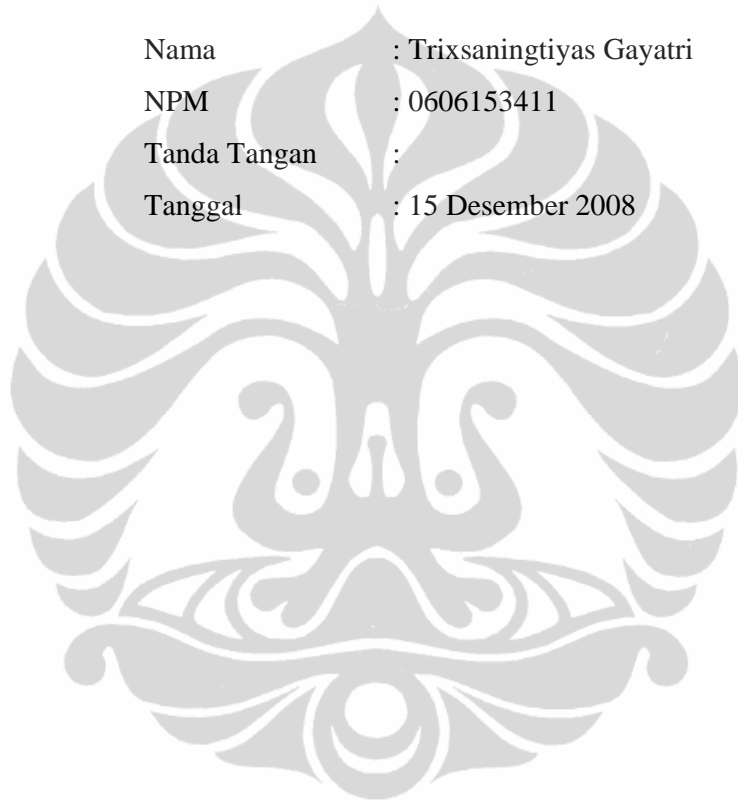 Nama : Trixsaningtiyas Gayatri
NPM : 0606153411
Tanda Tangan :
Tanggal : 15 Desember 2008